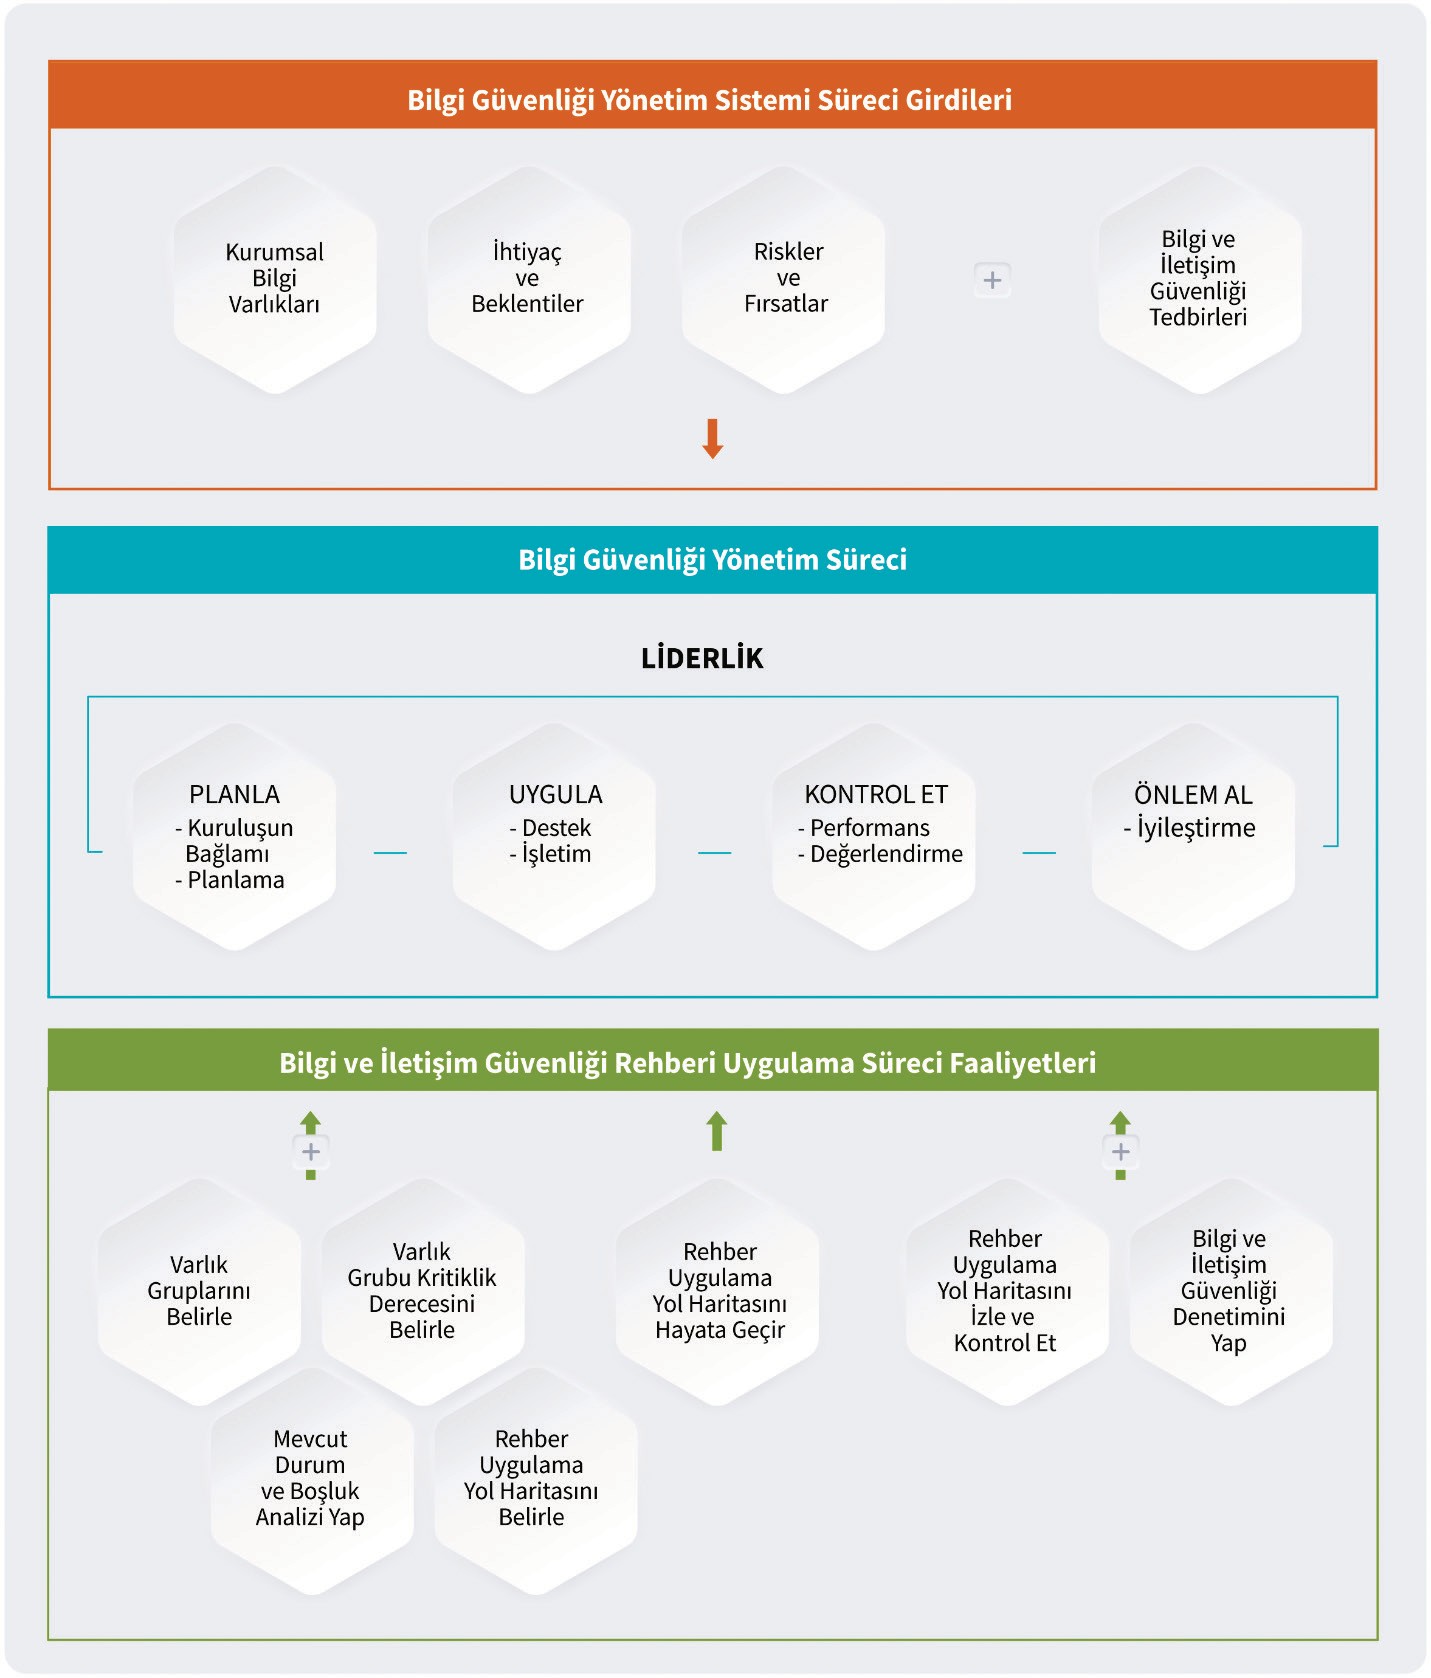 Bilgi Güvenliği Yönetim Sistemi Süreci Girdileri
Kurumsal
Bilgi
Varlıkları
İhtiyaç
ve
Beklentiler
Riskler
ve
Fırsatlar
+
Bilgi ve
İletişim
Güvenliği
Tedbirleri
Bilgi Güvenliği Yönetim Süreci
LİDERLİK
PLANLA
- Kuruluşun
Bağlamı
- Planlama
UYGULA
- Destek
- İşletim
KONTROL ET
- Performans
- Değerlendirme
ÖNLEM AL
- İyileştirme
Bilgi ve İletişim Güvenliği Rehberi Uygulama Süreci Faaliyetleri
+
+
Varlık
Gruplarını
Belirle
Varlık
Grubu Kritiklik
Derecesini
Belirle
Mevcut
Durum
ve Boşluk
Analizi Yap
Rehber
Uygulama
Yol Haritasını
Belirle
Rehber
Uygulama
Yol Haritasını
Hayata Geçir
Rehber
Uygulama
Yol Haritasını
İzle ve
Kontrol Et
Bilgi ve
İletişim
Güvenliği
Denetimini
Yap